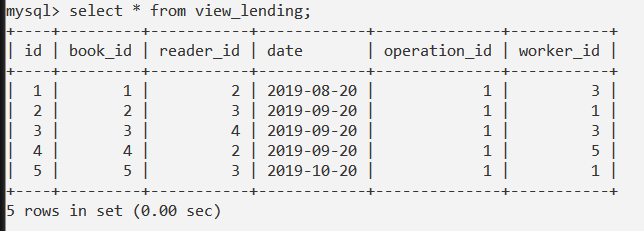 mysql> select * from view_lending;
+----+---------+-----------+------------+--------------+-----------+
| id | book_id | reader_id | date       | operation_id | worker_id |
+----+---------+-----------+------------+--------------+-----------+
|  1 |       1 |         2 | 2019-08-20 |            1 |         3 |
|  2 |       2 |         3 | 2019-09-20 |            1 |         1 |
|  3 |       3 |         4 | 2019-09-20 |            1 |         3 |
|  4 |       4 |         2 | 2019-09-20 |            1 |         5 |
|  5 |       5 |         3 | 2019-10-20 |            1 |         1 |
+----+---------+-----------+------------+--------------+-----------+
5 rows in set (0.00 sec)